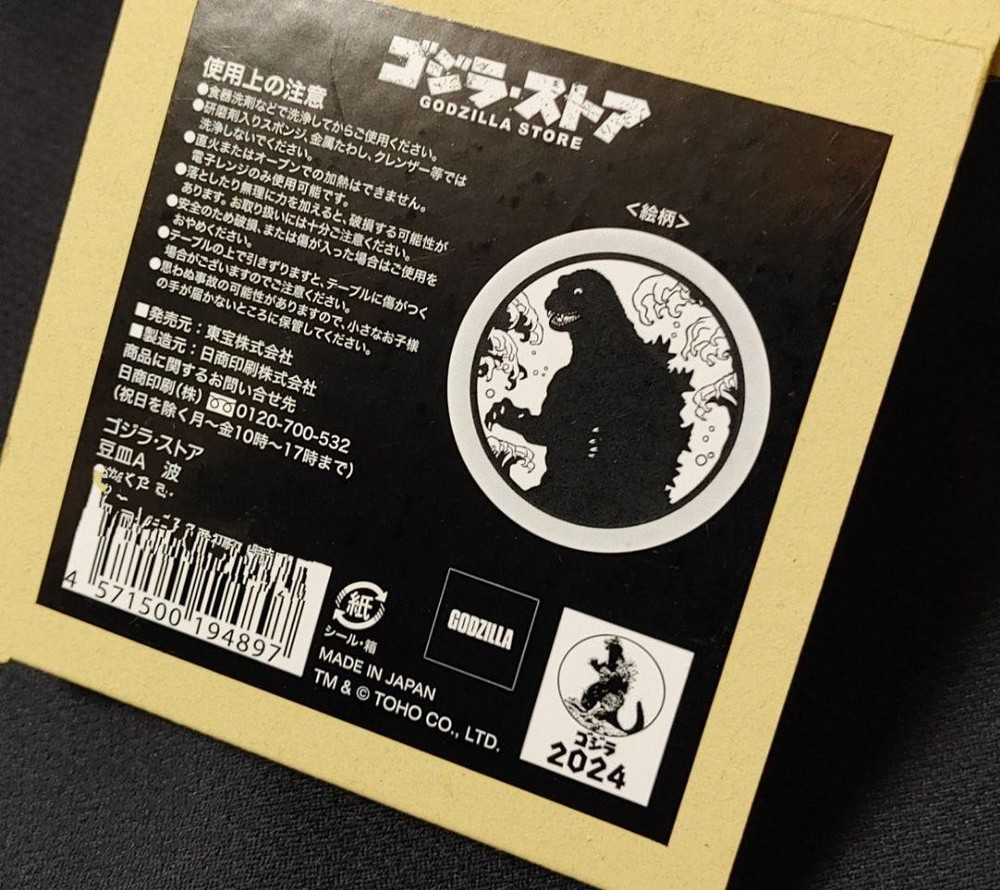 ゴジラ・ストア
GODZILLA STORE
使用上の注意
●食器洗剤などで洗浄してからご使用ください。
●研磨剤入りスポンジ、金属たわし、クレンザー等では
洗浄しないでください。
●直火またはオーブンでの加熱はできません。
電子レンジのみ使用可能です。
●落としたり無理に力を加えると、破損する可能性が
あります。お取り扱いには十分ご注意ください。
●安全のため破損、または傷が入った場合はご使用を
おやめください。
●テーブルの上で引きずりますと、テーブルに傷がつく
場合がございますのでご注意ください。
●思わぬ事故の可能性がありますので、小さなお子様
の手が届かないところに保管してください。
■発売元：東宝株式会社
■製造元：日商印刷株式会社
商品に関するお問い合せ先
日商印刷(株) 0120-700-532
(祝日を除く月～金10時～17時まで)
ゴジラ・ストア
豆皿A 波
4 571500 194897
<絵柄>
紙
シール・箱
MADE IN JAPAN
TM & © TOHO CO., LTD.
GODZILLA
ゴジラ
2024